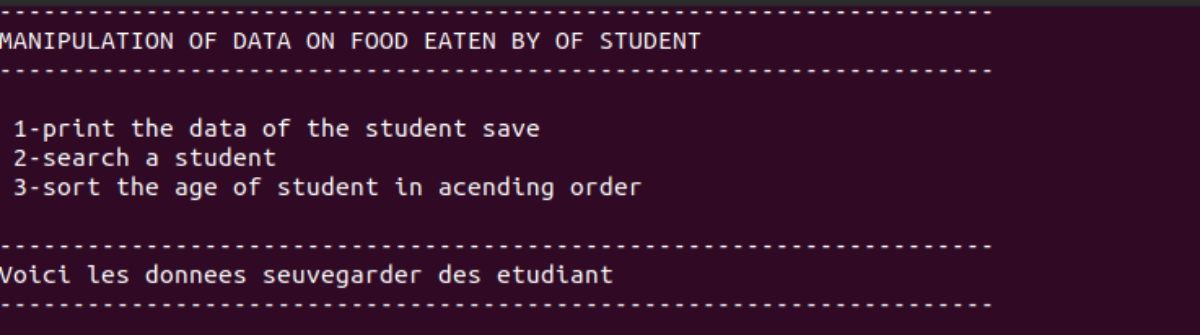 ----------------------------------------------------------------------
MANIPULATION OF DATA ON FOOD EATEN BY OF STUDENT
----------------------------------------------------------------------
1-print the data of the student save
2-search a student
3-sort the age of student in acending order
----------------------------------------------------------------------
Voici les donnees seuvegarder des etudiant
----------------------------------------------------------------------